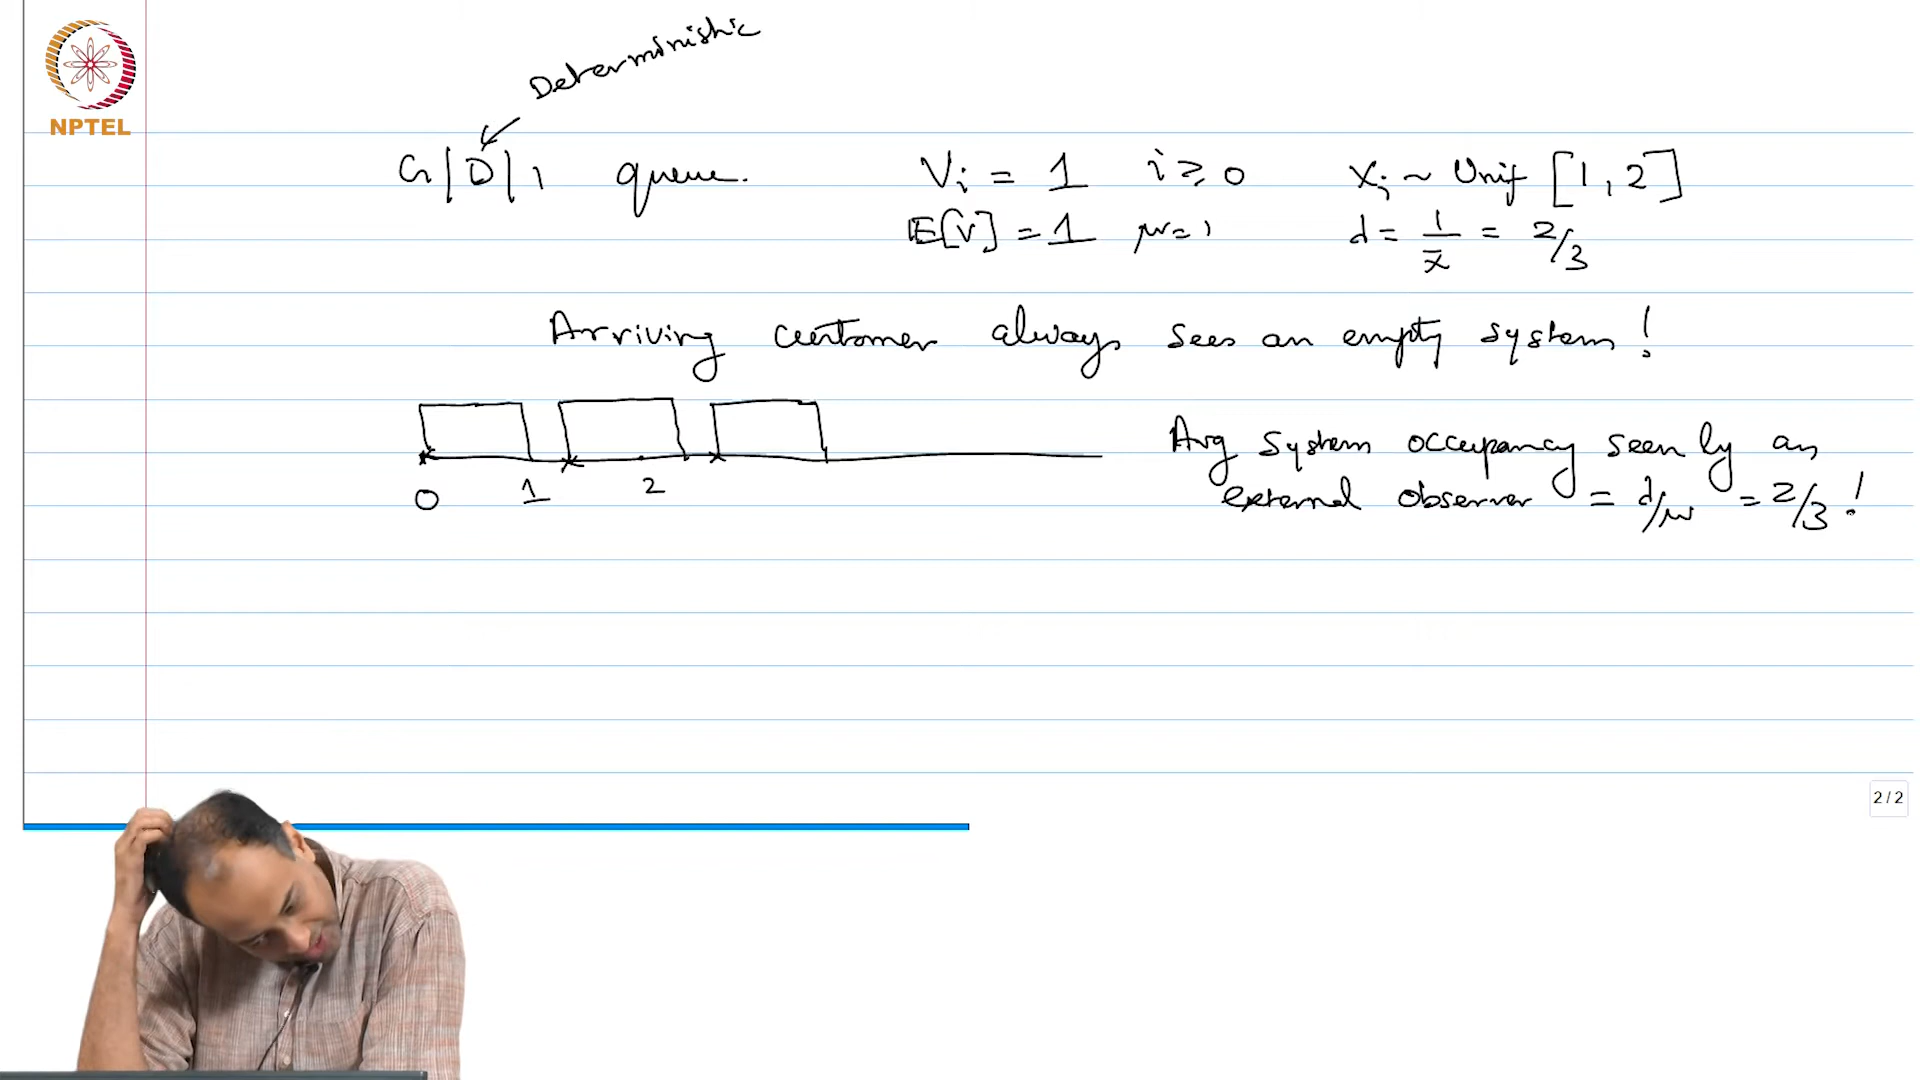 Deterministic
NPTEL
G|D|1 queue. Vi = 1 i ≥ 0 Xi ~ Unif [1, 2]
E[V] = 1 μ = 1 λ = 1/x̄ = 2/3
Arriving customer always sees an empty system!
Avg system occupancy seen by an
external observer = λ/μ = 2/3!
0 1 2
2 / 2